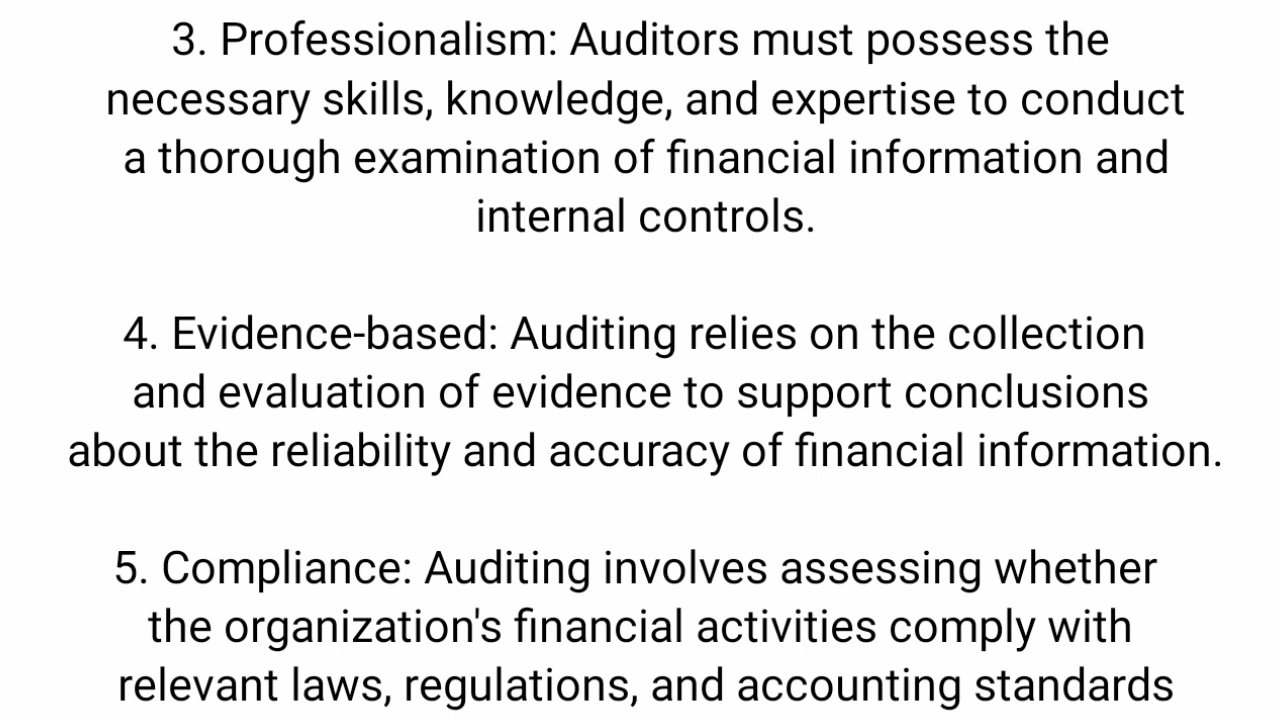 3. Professionalism: Auditors must possess the
necessary skills, knowledge, and expertise to conduct
a thorough examination of financial information and
internal controls.
4. Evidence-based: Auditing relies on the collection
and evaluation of evidence to support conclusions
about the reliability and accuracy of financial information.
5. Compliance: Auditing involves assessing whether
the organization's financial activities comply with
relevant laws, regulations, and accounting standards